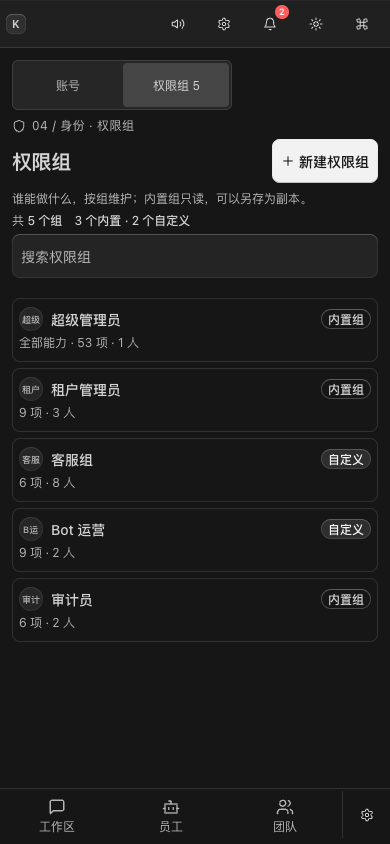 K
2
账号
权限组 5
04 / 身份 · 权限组
权限组
+ 新建权限组
谁能做什么，按组维护；内置组只读，可以另存为副本。
共 5 个组 3 个内置 · 2 个自定义
搜索权限组
超级 超级管理员 内置组
全部能力 · 53 项 · 1 人
租户 租户管理员 内置组
9 项 · 3 人
客服 客服组 自定义
6 项 · 8 人
B运 Bot 运营 自定义
9 项 · 2 人
审计 审计员 内置组
6 项 · 2 人
工作区
员工
团队